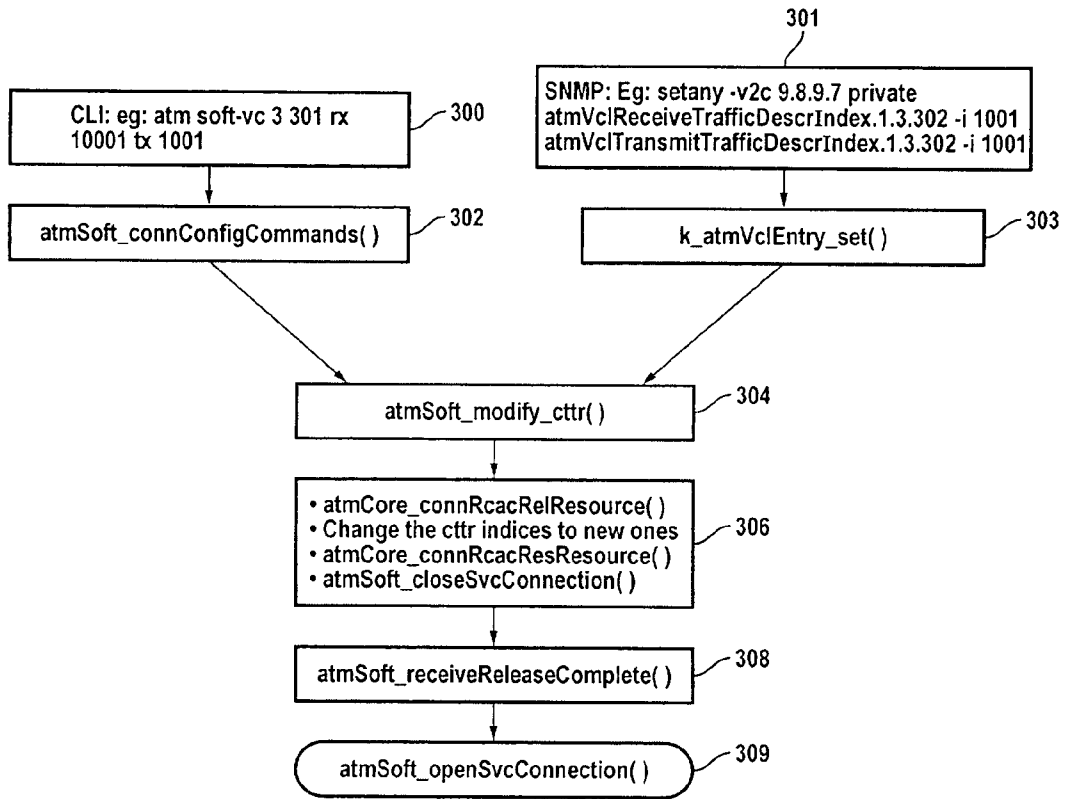 301
CLI: eg: atm soft-vc 3 301 rx
10001 tx 1001
300
SNMP: Eg: setany -v2c 9.8.9.7 private
atmVclReceiveTrafficDescrIndex.1.3.302 -i 1001
atmVclTransmitTrafficDescrIndex.1.3.302 -i 1001
atmSoft_connConfigCommands( )
302
k_atmVclEntry_set( )
303
atmSoft_modify_cttr( )
304
• atmCore_connRcacRelResource( )
• Change the cttr indices to new ones
• atmCore_connRcacResResource( )
• atmSoft_closeSvcConnection( )
306
atmSoft_receiveReleaseComplete( )
308
atmSoft_openSvcConnection( )
309